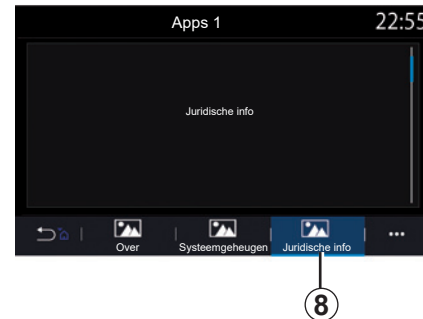 Apps 1
22:55
Juridische info
Over
Systeemgeheugen
Juridische info
8